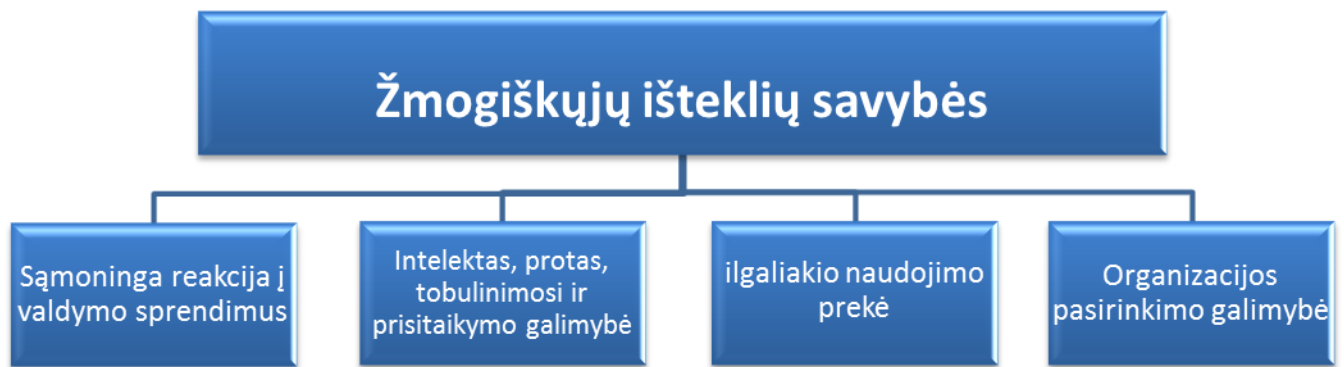 Žmogiškųjų išteklių savybės
Sąmoninga reakcija į
valdymo sprendimus
Intelektas, protas,
tobulinimosi ir
prisitaikymo galimybė
ilgaliakio naudojimo
prekė
Organizacijos
pasirinkimo galimybė